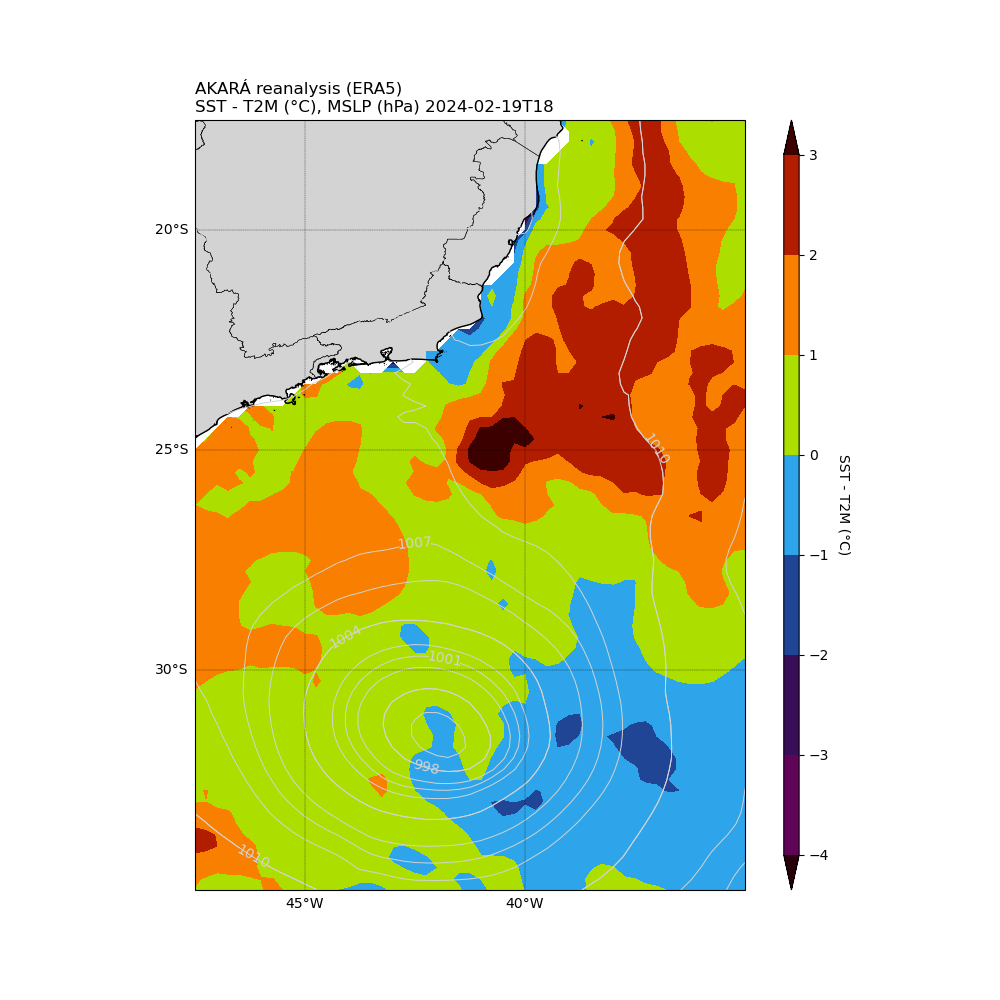 AKARÁ reanalysis (ERA5)
SST - T2M (°C), MSLP (hPa) 2024-02-19T18
20°S
25°S
30°S
45°W
40°W
1010
1007
1004
1001
998
1010
3
2
1
0
−1
−2
−3
−4
SST - T2M (°C)